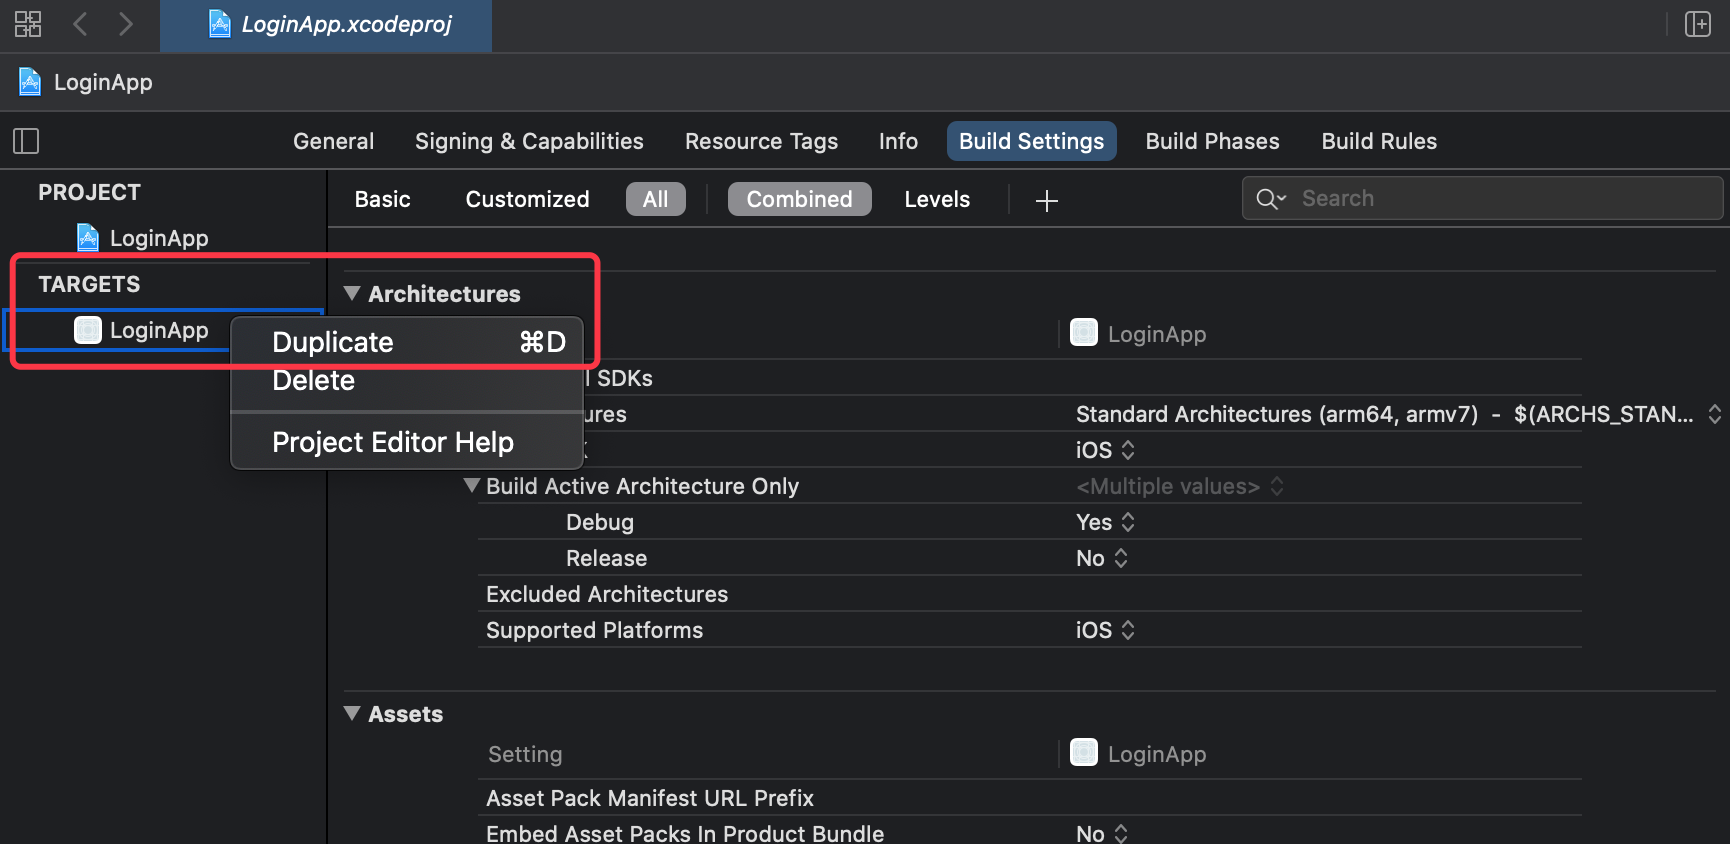 LoginApp.xcodeproj
LoginApp
General Signing & Capabilities Resource Tags Info Build Settings Build Phases Build Rules
PROJECT
Basic Customized All Combined Levels Search
LoginApp
TARGETS
Architectures
LoginApp
Duplicate ⌘D
LoginApp
Delete
SDKs
ures
Standard Architectures (arm64, armv7) - $(ARCHS_STAN...
iOS
Project Editor Help
Build Active Architecture Only <Multiple values>
Debug Yes
Release No
Excluded Architectures
Supported Platforms iOS
Assets
Setting LoginApp
Asset Pack Manifest URL Prefix
Embed Asset Packs In Product Bundle No